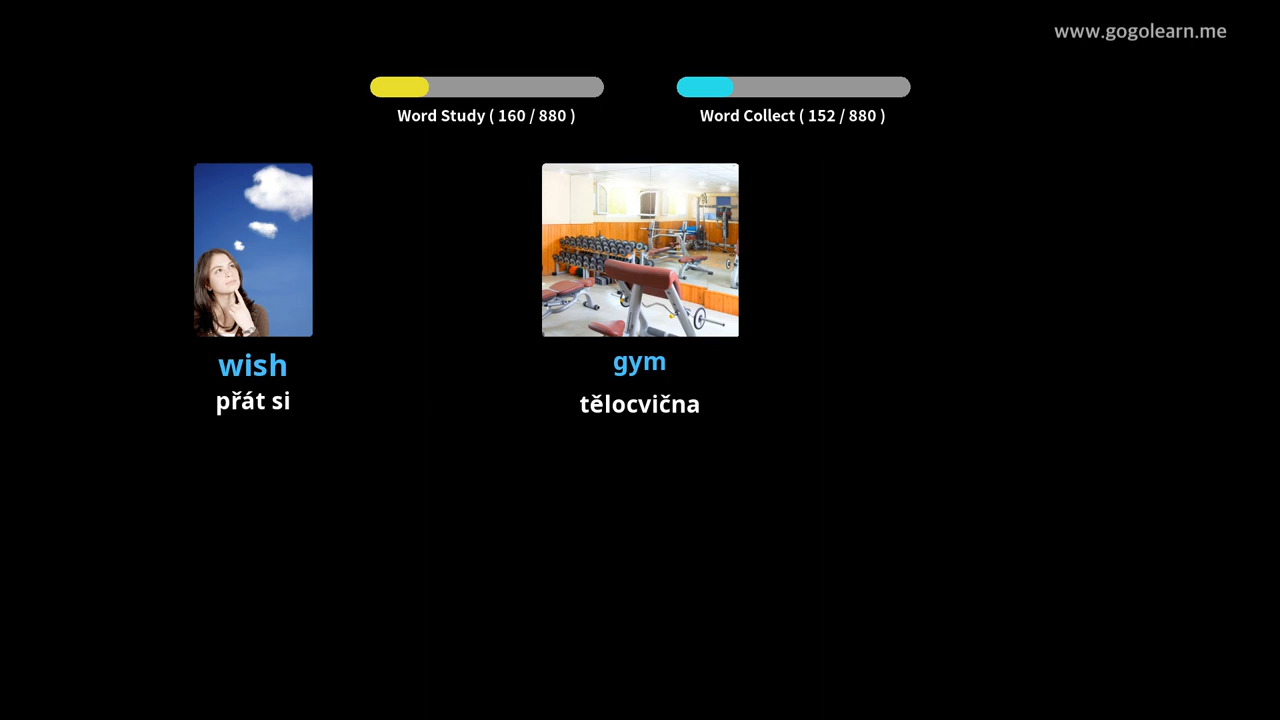 www.gogolearn.me
Word Study ( 160 / 880 )
Word Collect ( 152 / 880 )
wish
přát si
gym
tělocvična